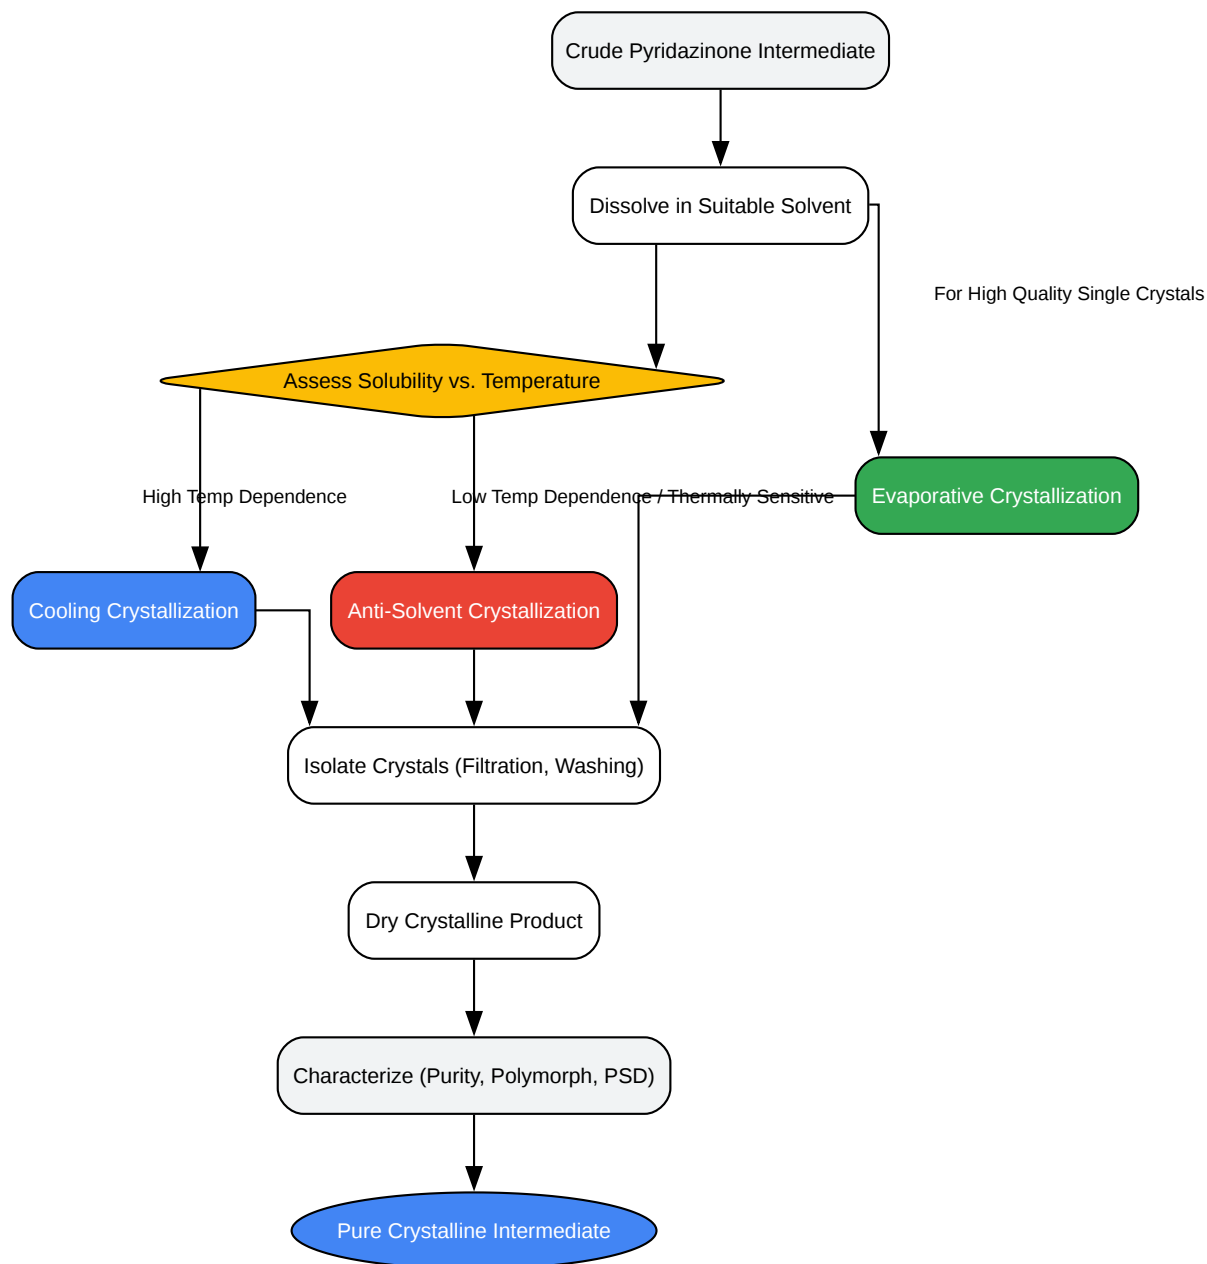 Crude Pyridazinone Intermediate
Dissolve in Suitable Solvent
For High Quality Single Crystals
Assess Solubility vs. Temperature
High Temp Dependence
Low Temp Dependence / Thermally Sensitive
Evaporative Crystallization
Cooling Crystallization
Anti-Solvent Crystallization
Isolate Crystals (Filtration, Washing)
Dry Crystalline Product
Characterize (Purity, Polymorph, PSD)
Pure Crystalline Intermediate